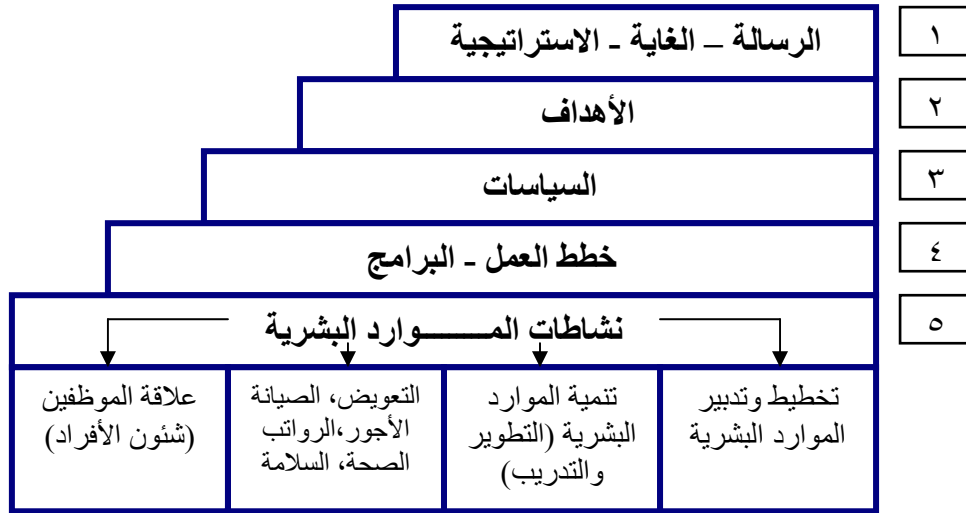 الرسالة – الغاية - الاستراتيجية
١
الأهداف
٢
السياسات
٣
خطط العمل - البرامج
٤
نشاطات المـــــــــوارد البشرية
٥
تخطيط وتدبير
الموارد البشرية
تنمية الموارد
البشرية (التطوير
والتدريب)
التعويض، الصيانة
الأجور،الرواتب
الصحة، السلامة
علاقة الموظفين
(شئون الأفراد)